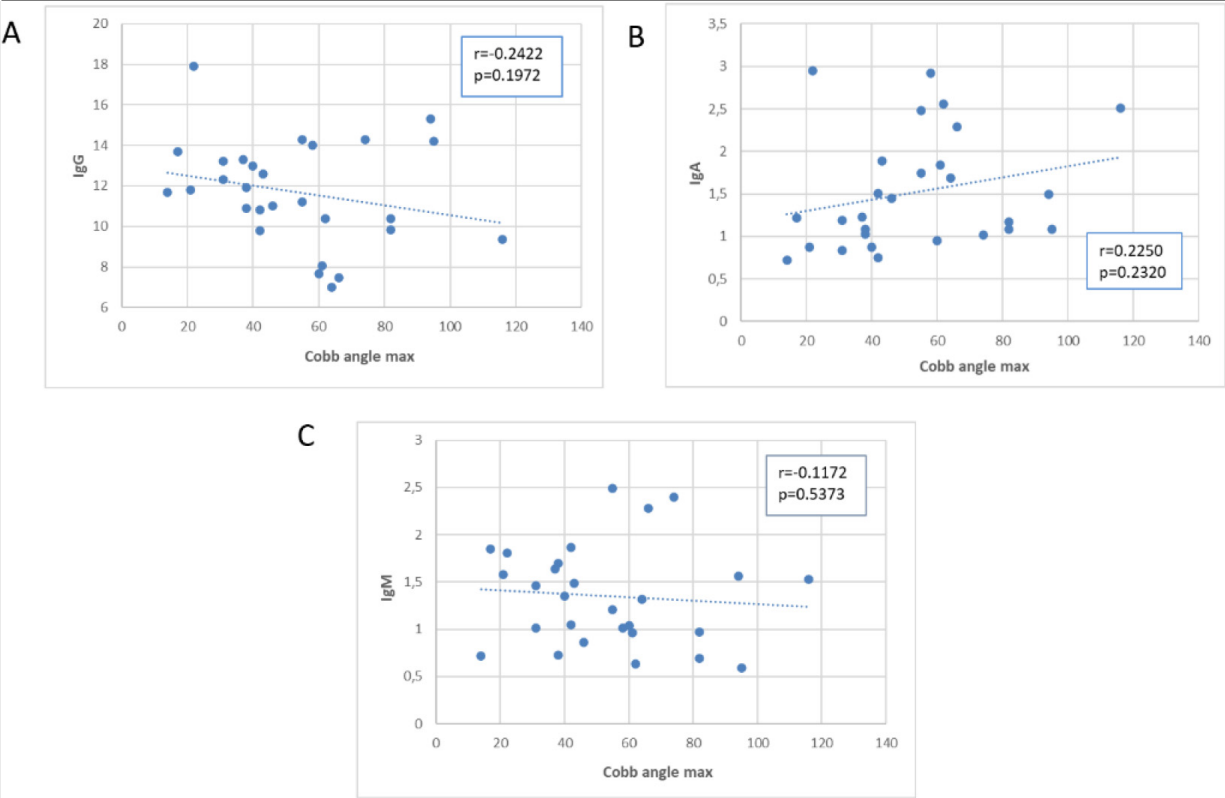 A
20
18
16
14
12
10
8
6
IgG
r=-0.2422
p=0.1972
0 20 40 60 80 100 120 140
Cobb angle max
B
3,5
3
2,5
2
1,5
1
0,5
0
IgA
r=0.2250
p=0.2320
0 20 40 60 80 100 120 140
Cobb angle max
C
3
2,5
2
1,5
1
0,5
0
IgM
r=-0.1172
p=0.5373
0 20 40 60 80 100 120 140
Cobb angle max